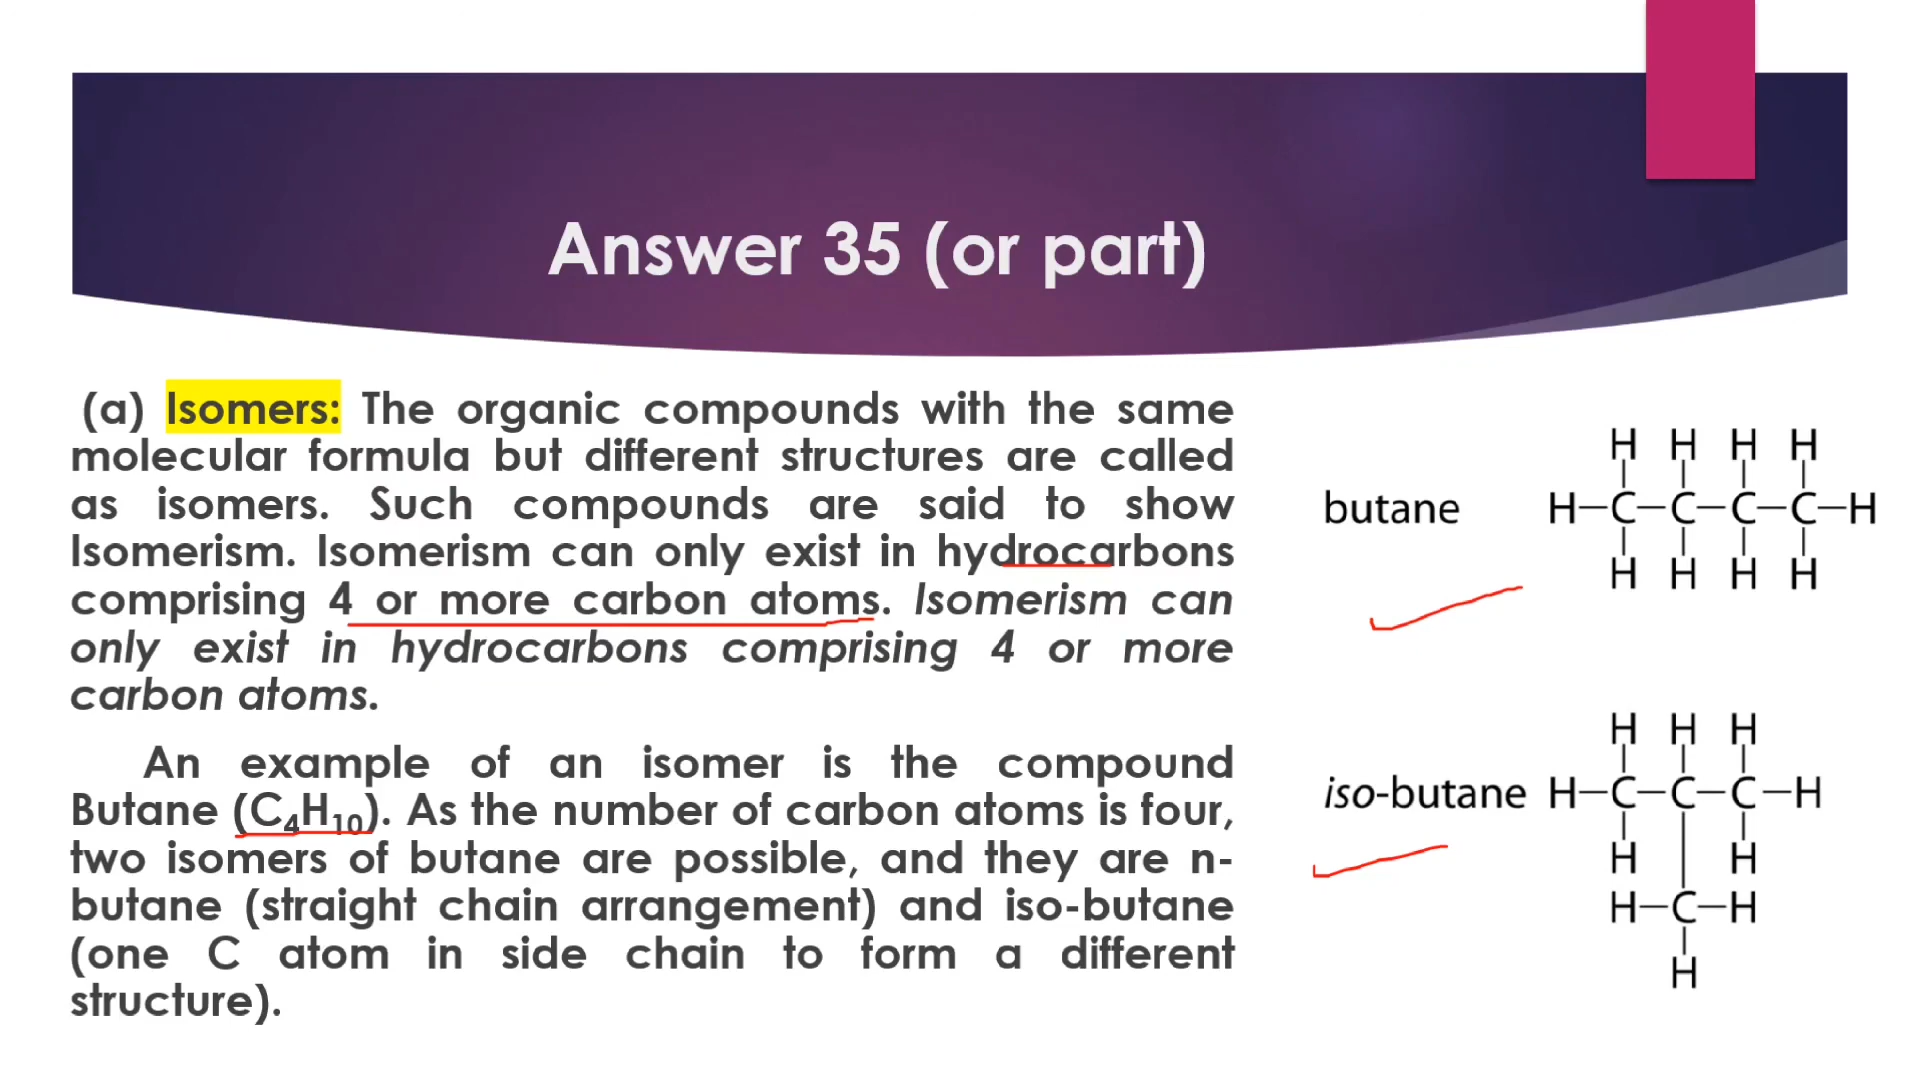 Answer 35 (or part)
(a) Isomers: The organic compounds with the same
molecular formula but different structures are called
as isomers. Such compounds are said to show
Isomerism. Isomerism can only exist in hydrocarbons
comprising 4 or more carbon atoms. Isomerism can
only exist in hydrocarbons comprising 4 or more
carbon atoms.
An example of an isomer is the compound
Butane (C₄H₁₀). As the number of carbon atoms is four,
two isomers of butane are possible, and they are n-
butane (straight chain arrangement) and iso-butane
(one C atom in side chain to form a different
structure).
H H H H
butane H–C–C–C–C–H
H H H H
H H H
iso-butane H–C–C–C–H
H H
H–C–H
H